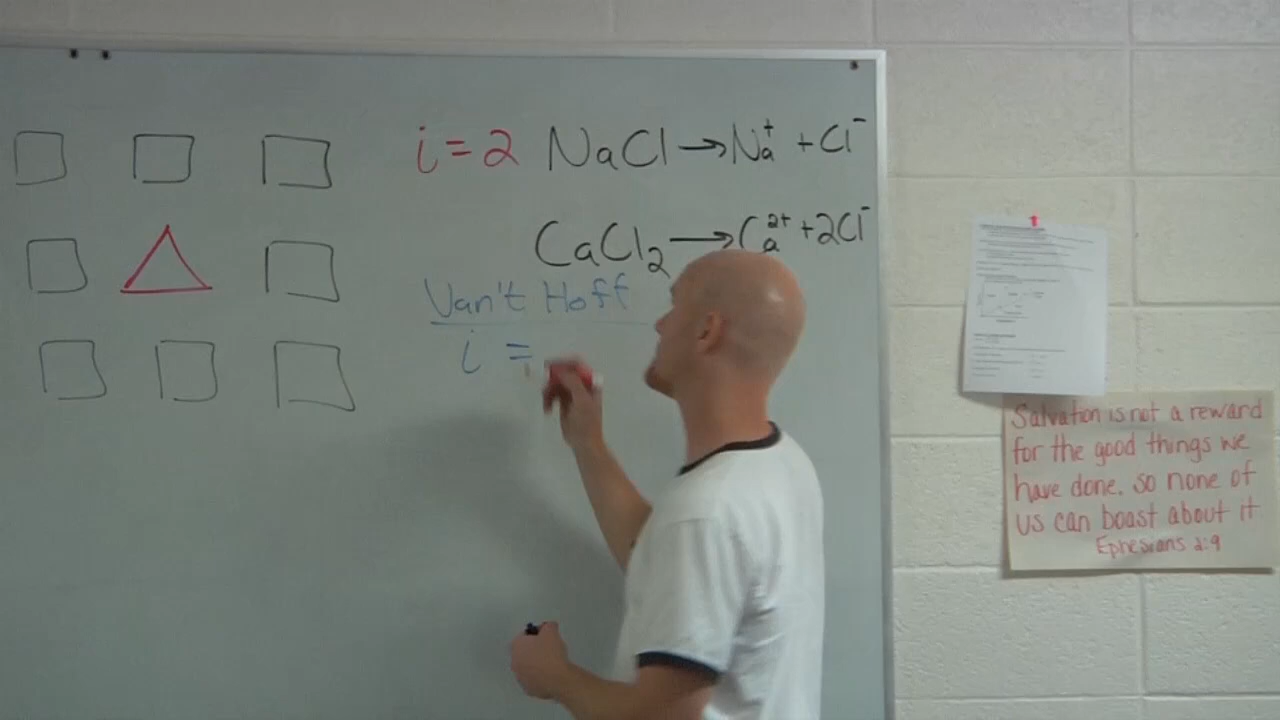 i = 2 NaCl → Na⁺ + Cl⁻
CaCl₂ → Ca²⁺ + 2Cl⁻
Van't Hoff
i =
Salvation is not a reward
for the good things we
have done, so none of
us can boast about it
Ephesians 2:9